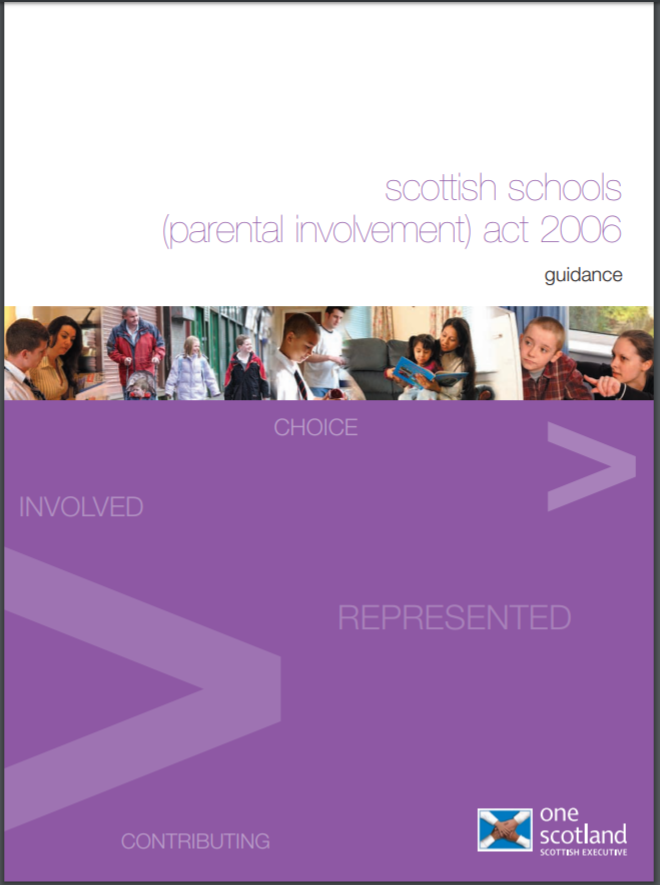 scottish schools
(parental involvement) act 2006
guidance
CHOICE
INVOLVED
REPRESENTED
CONTRIBUTING
one
scotland
SCOTTISH EXECUTIVE